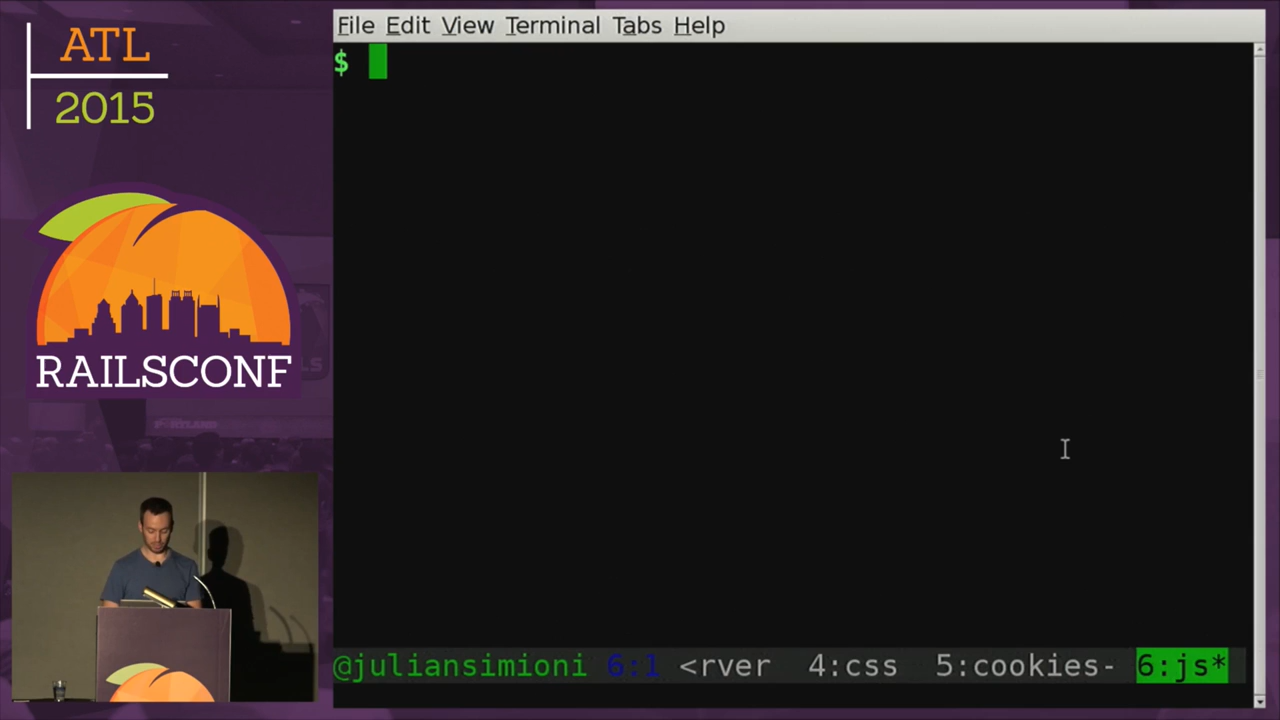 ATL
2015
RAILSCONF
File Edit View Terminal Tabs Help
$
@juliansimioni 6:1 <rver 4:css 5:cookies- 6:js*